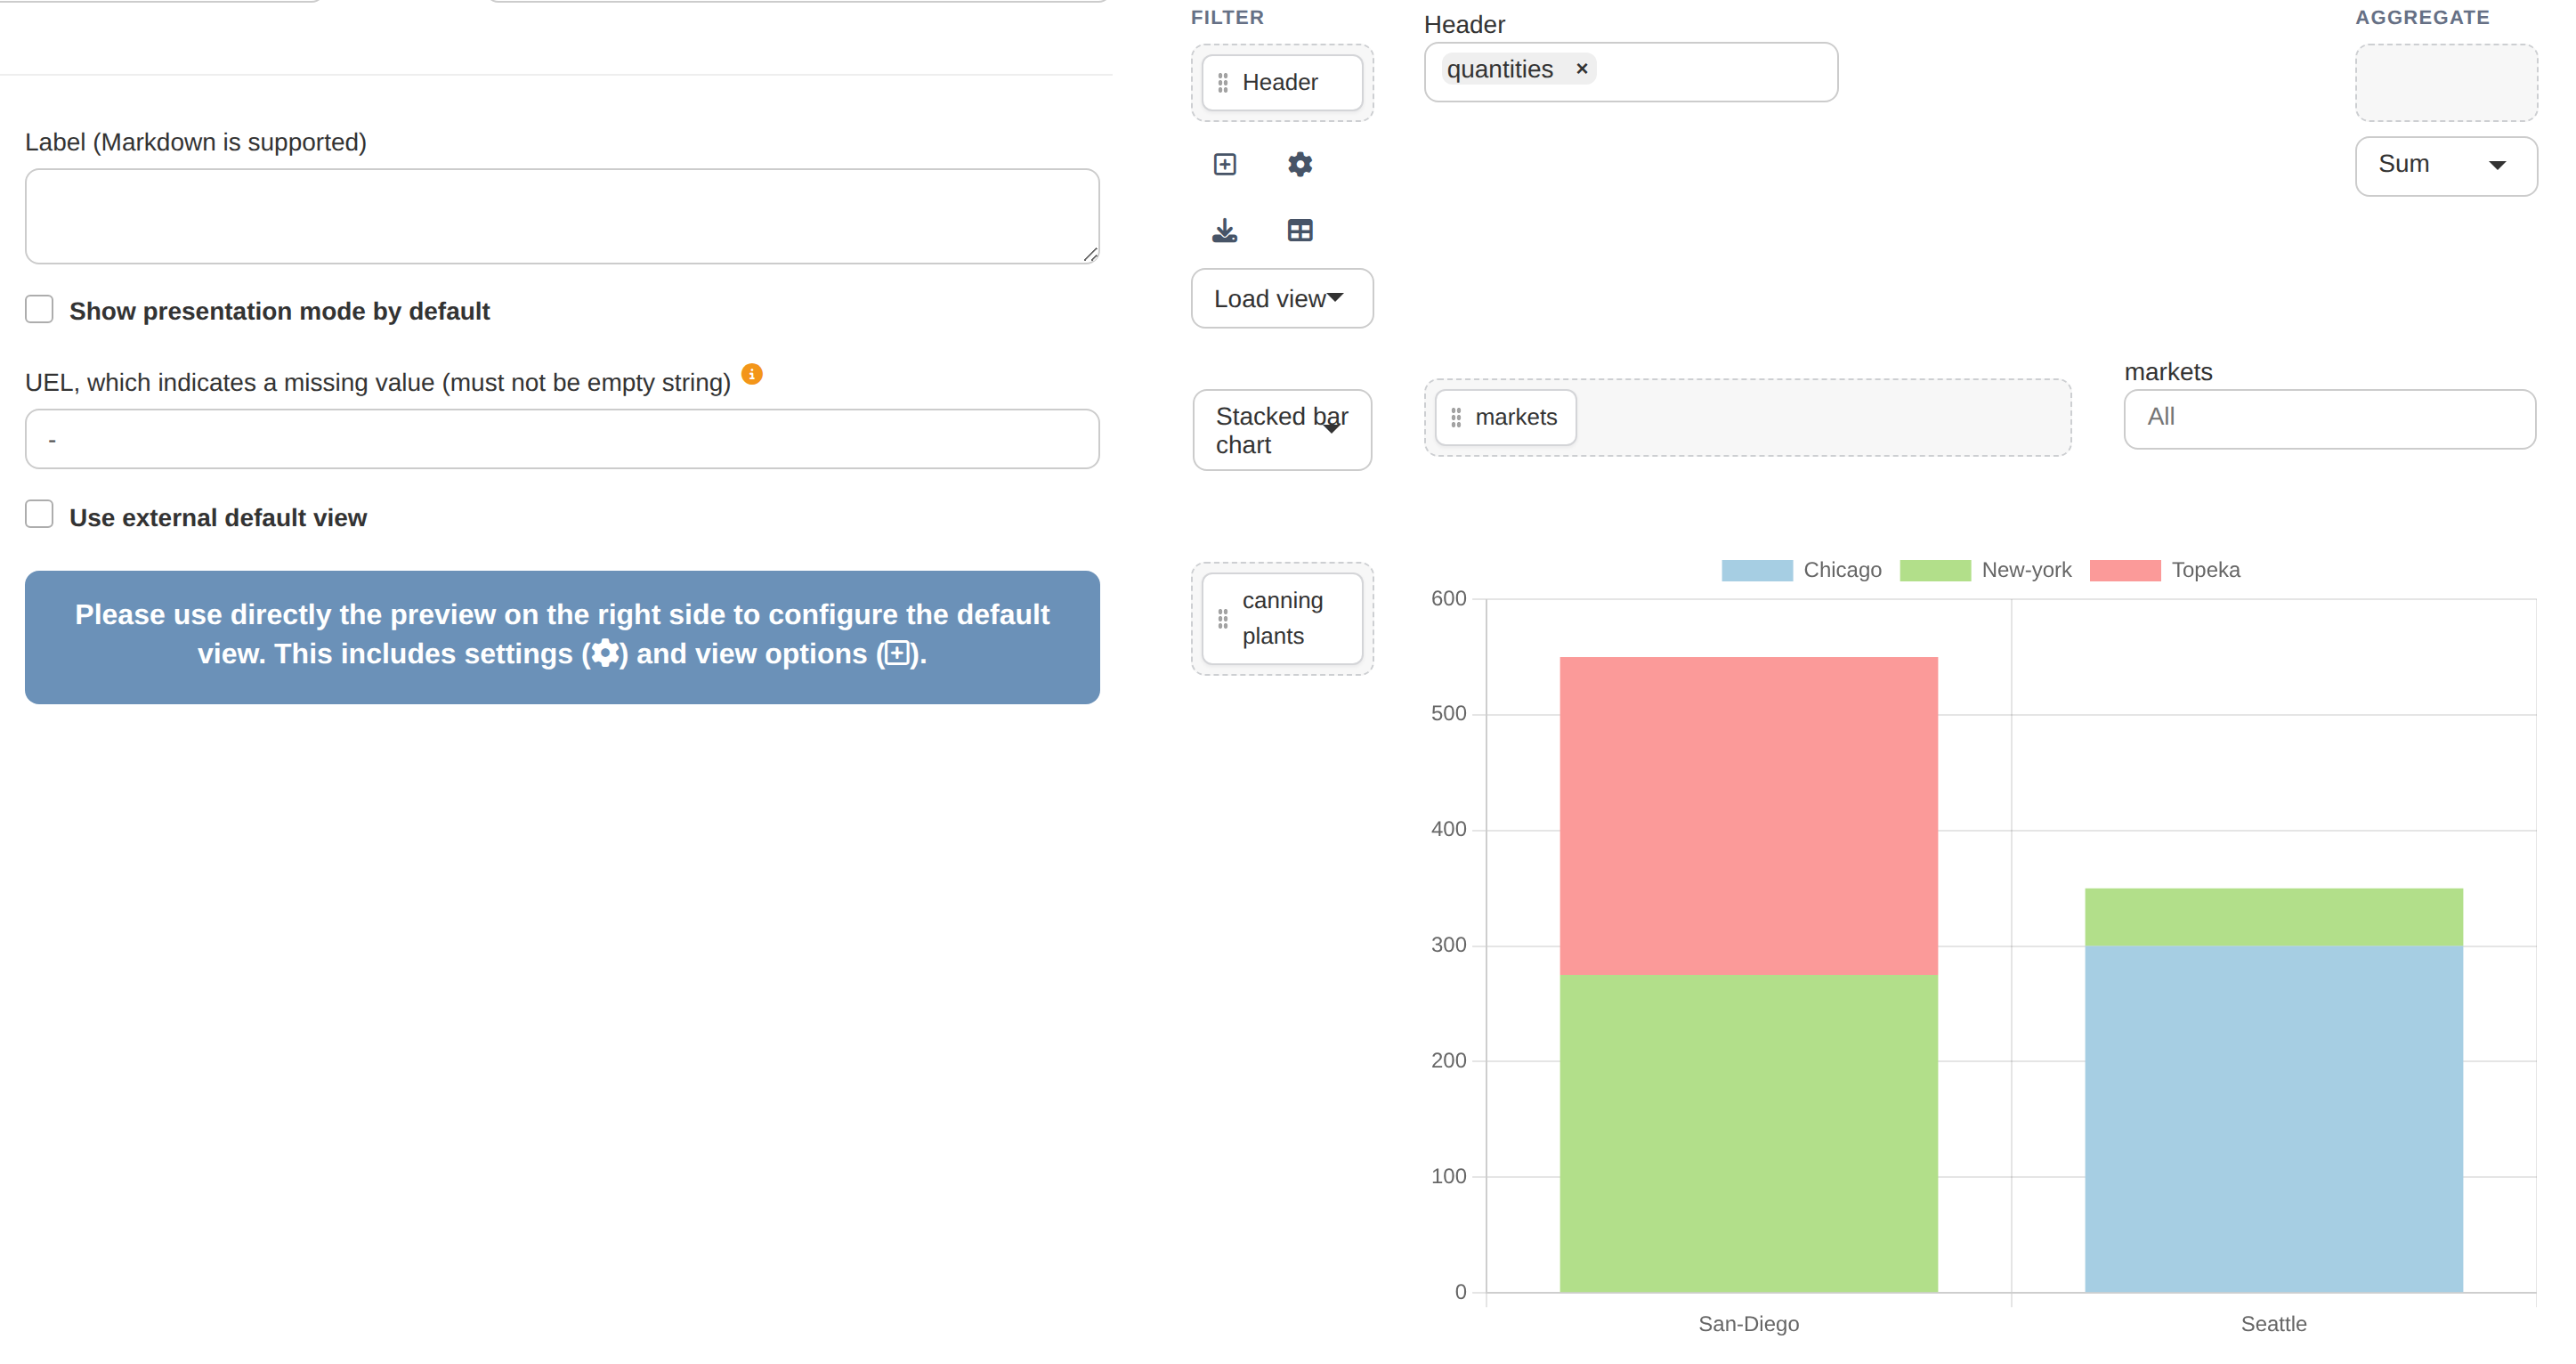 Label (Markdown is supported)
Show presentation mode by default
UEL, which indicates a missing value (must not be empty string)
-
Use external default view
Please use directly the preview on the right side to configure the default
view. This includes settings () and view options ().
FILTER
Header
Header
quantities ×
AGGREGATE
Sum
Load view
Stacked bar
chart
markets
markets
All
canning
plants
Chicago New-york Topeka
600
500
400
300
200
100
0
San-Diego Seattle